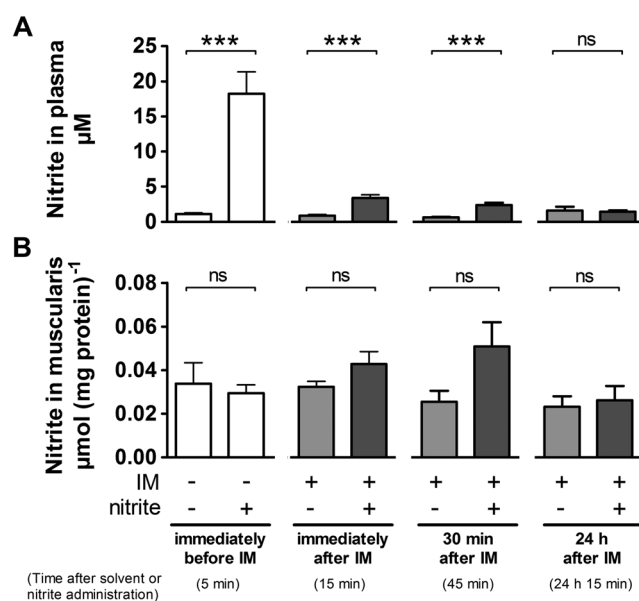 A
*** *** *** ns
Nitrite in plasma
µM
25
20
15
10
5
0
B
ns ns ns ns
Nitrite in muscularis
µmol (mg protein)-1
0.08
0.06
0.04
0.02
0.00
IM - - + + + + + +
nitrite - + - + - + - +
immediately before IM
immediately after IM
30 min after IM
24 h after IM
(Time after solvent or
nitrite administration)
(5 min) (15 min) (45 min) (24 h 15 min)